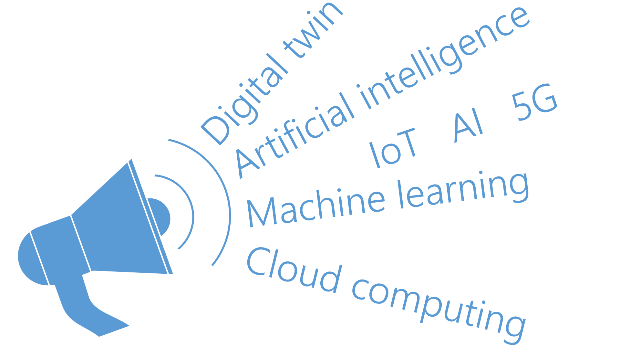 Digital twin
Artificial intelligence
IoT AI 5G
Machine learning
Cloud computing